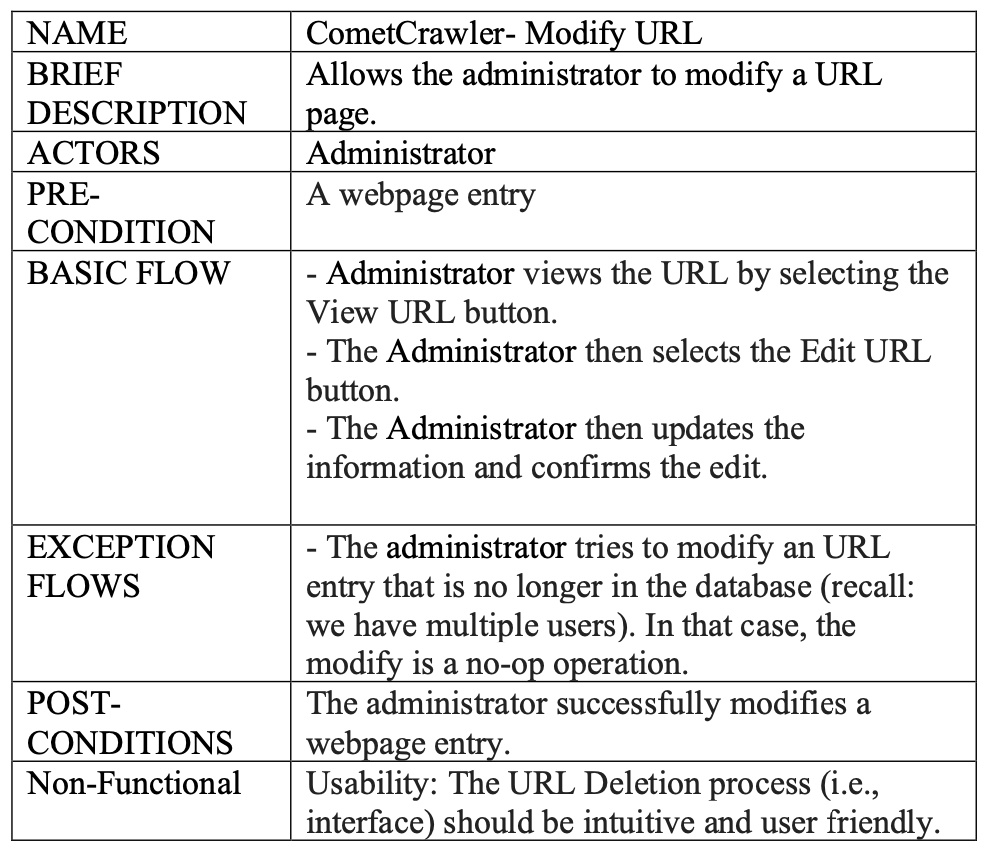 NAME
CometCrawler- Modify URL
BRIEF
DESCRIPTION
Allows the administrator to modify a URL
page.
ACTORS
Administrator
PRE-
CONDITION
A webpage entry
BASIC FLOW
- Administrator views the URL by selecting the
View URL button.
- The Administrator then selects the Edit URL
button.
- The Administrator then updates the
information and confirms the edit.
EXCEPTION
FLOWS
- The administrator tries to modify an URL
entry that is no longer in the database (recall:
we have multiple users). In that case, the
modify is a no-op operation.
POST-
CONDITIONS
The administrator successfully modifies a
webpage entry.
Non-Functional
Usability: The URL Deletion process (i.e.,
interface) should be intuitive and user friendly.